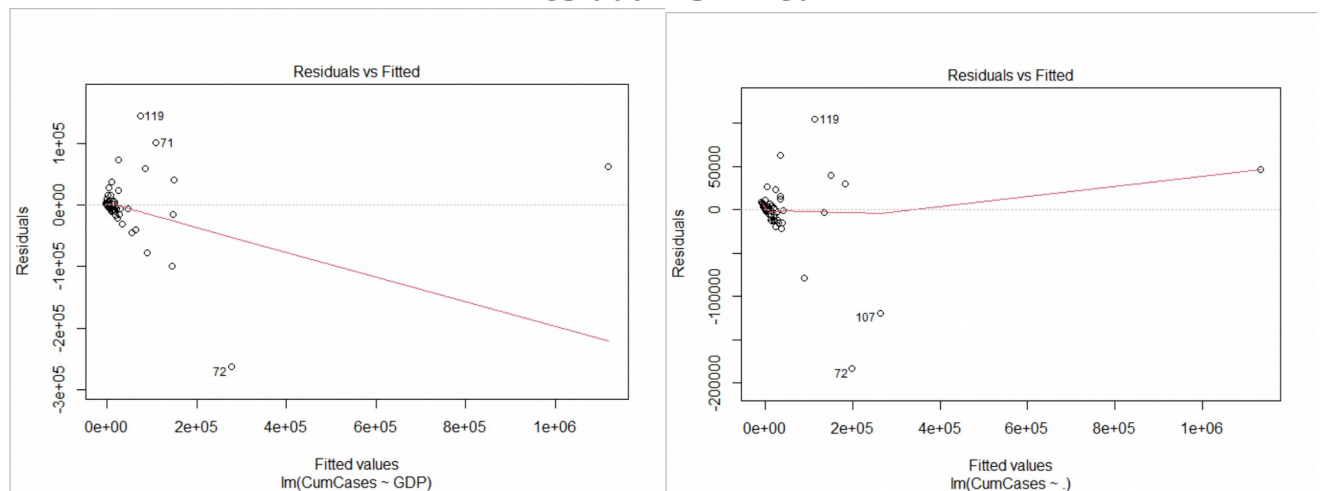 Residuals vs Fitted
Residuals
1e+05
0e+00
-1e+05
-2e+05
-3e+05
119
71
72
0e+00 2e+05 4e+05 6e+05 8e+05 1e+06
Fitted values
lm(CumCases ~ GDP)
Residuals vs Fitted
Residuals
50000
0
-100000
-200000
119
107
72
0e+00 2e+05 4e+05 6e+05 8e+05 1e+06
Fitted values
lm(CumCases ~ .)